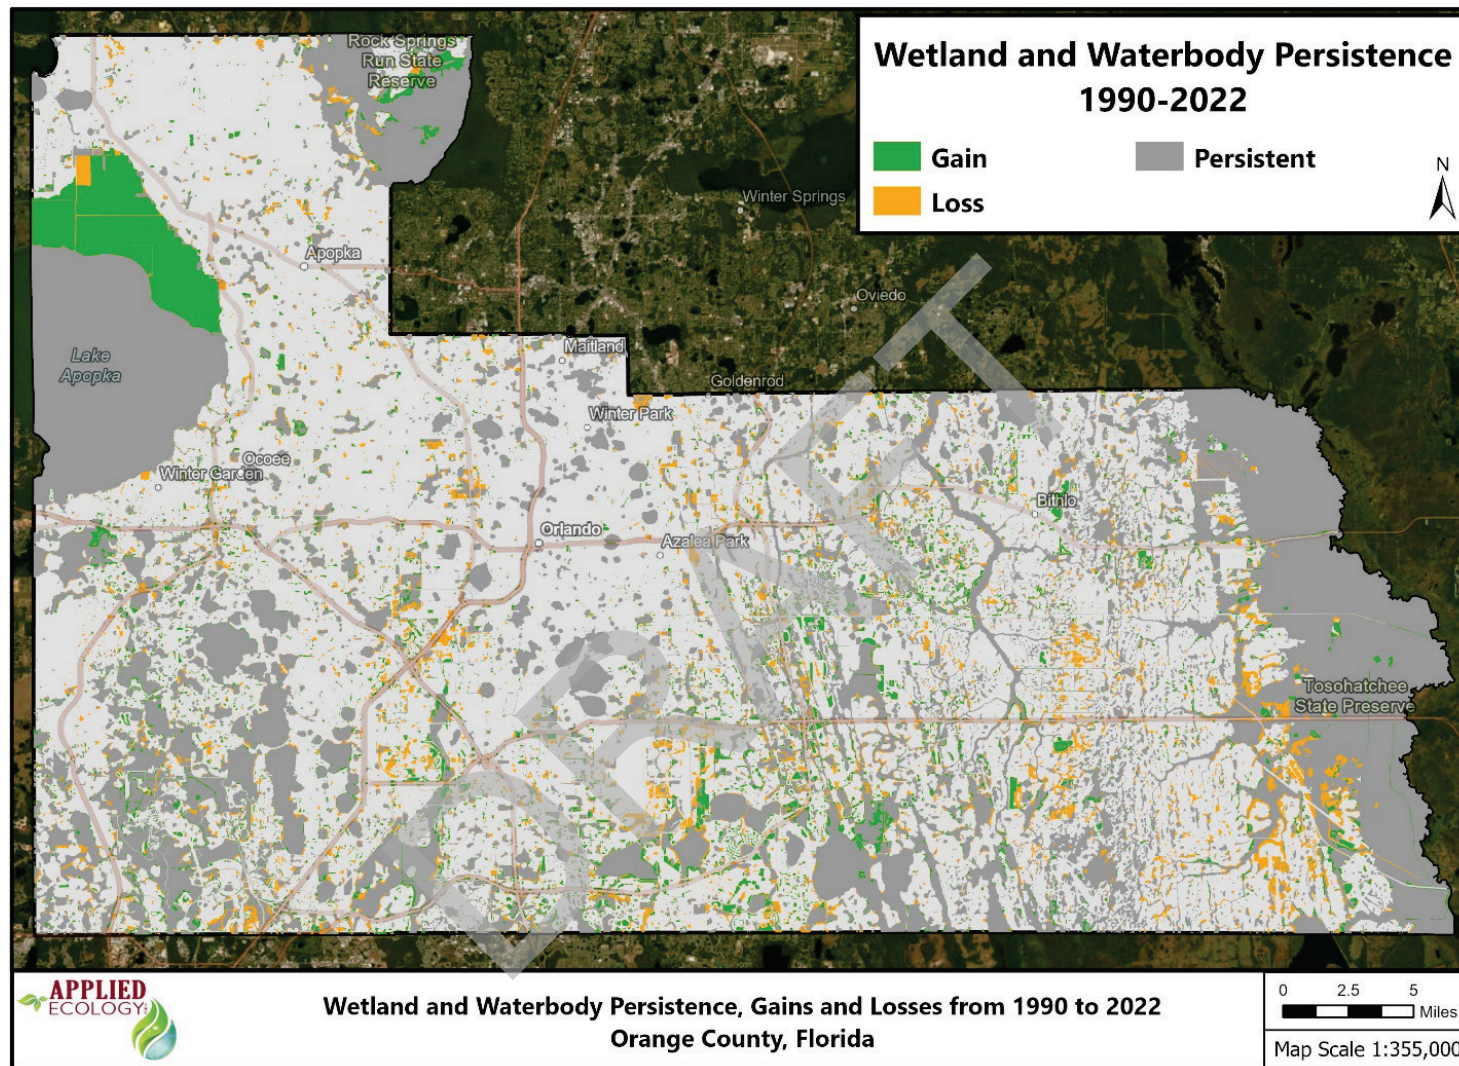 Wetland and Waterbody Persistence
1990-2022
Gain
Persistent
Loss
N
Rock Springs
Run State
Reserve
Winter Springs
Apopka
Oviedo
Lake
Apopka
Maitland
Goldenrod
Winter Park
Ocoee
Winter Garden
Bithlo
Orlando
Azalea Park
Tosohatchee
State Preserve
DRAFT
APPLIED
ECOLOGY
Wetland and Waterbody Persistence, Gains and Losses from 1990 to 2022
Orange County, Florida
0 2.5 5
Miles
Map Scale 1:355,000